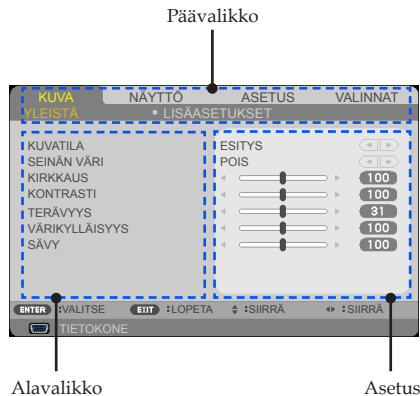 Päävalikko
KUVA NÄYTTÖ ASETUS VALINNAT
YLEISTÄ • LISÄASETUKSET
KUVATILA ESITYS
SEINÄN VÄRI POIS
KIRKKAUS 100
KONTRASTI 100
TERÄVYYS 31
VÄRIKYLLÄISYYS 100
SÄVY 100
ENTER :VALITSE EXIT :LOPETA :SIIRRÄ :SIIRRÄ
TIETOKONE
Alavalikko Asetus